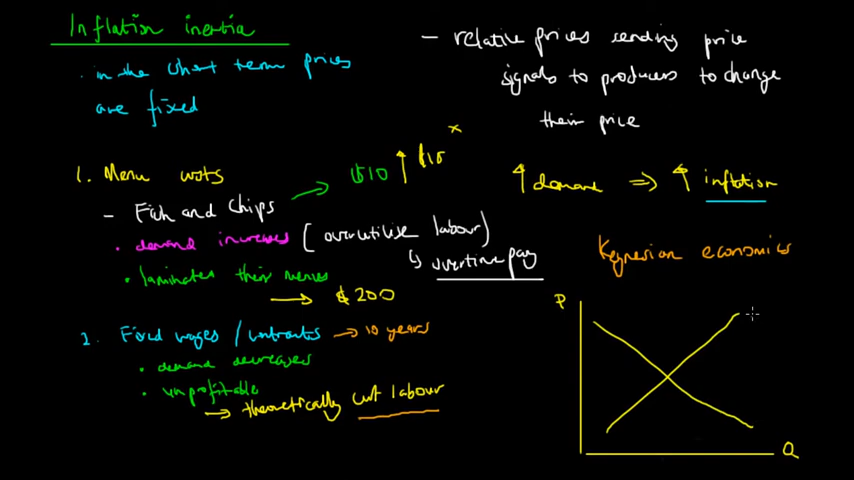 Inflation inertia
· in the short term prices
are fixed
1. Menu costs
- Fish and chips
$10 ↑ $15 x
· demand increases (overutilise labour)
↳ overtime pay
· laminates their menus
→ $200
2. Fixed wages / contracts → 10 years
· demand decreases
· unprofitable
→ theoretically cut labour
- relative prices sending price
signals to producers to change
their price
↑ demand ⇒ ↑ inflation
Keynesian economics
P
Q